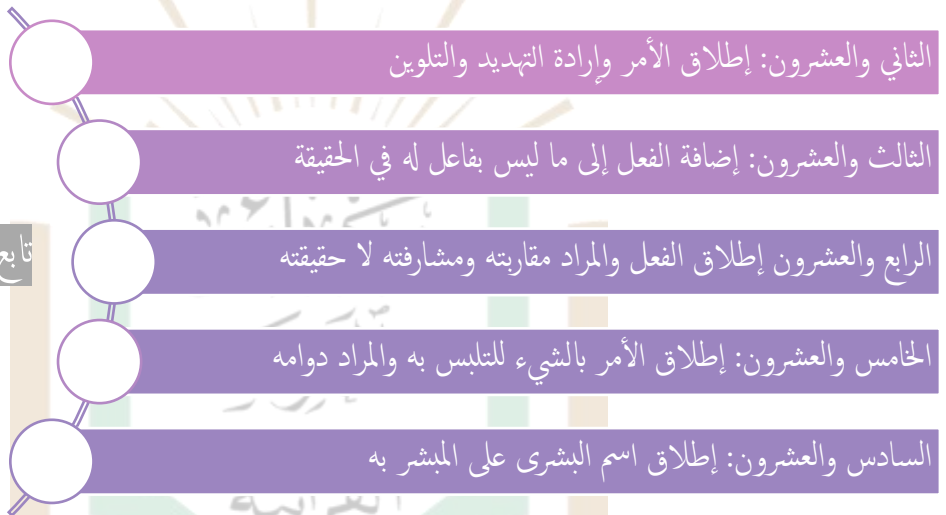 الثاني والعشرون: إطلاق الأمر وإرادة التهديد والتلوين
الثالث والعشرون: إضافة الفعل إلى ما ليس بفاعل له في الحقيقة
تابع
الرابع والعشرون إطلاق الفعل والمراد مقاربته ومشارفته لا حقيقته
الخامس والعشرون: إطلاق الأمر بالشيء للتلبس به والمراد دوامه
السادس والعشرون: إطلاق اسم البشرى على المبشر به